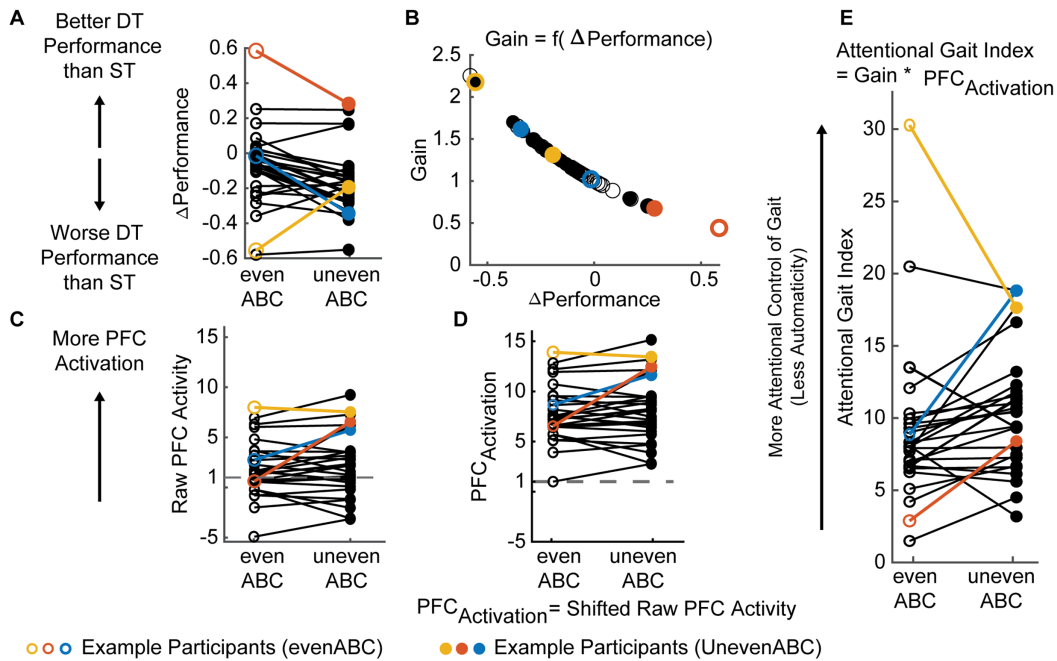 A
Better DT
Performance
than ST
Worse DT
Performance
than ST
ΔPerformance
0.6
0.4
0.2
0
-0.2
-0.4
-0.6
even
ABC
uneven
ABC
B
Gain = f( ΔPerformance)
Gain
2.5
2
1.5
1.0
0.5
0
-0.5
0
0.5
ΔPerformance
C
More PFC
Activation
Raw PFC Activity
15
10
5
1
-5
even
ABC
uneven
ABC
D
PFCActivation
15
10
5
1
-5
even
ABC
uneven
ABC
PFCActivation= Shifted Raw PFC Activity
E
Attentional Gait Index
= Gain * PFCActivation
More Attentional Control of Gait
(Less Automaticity)
Attentional Gait Index
30
25
20
15
10
5
0
even
ABC
uneven
ABC
Example Participants (evenABC)
Example Participants (UnevenABC)